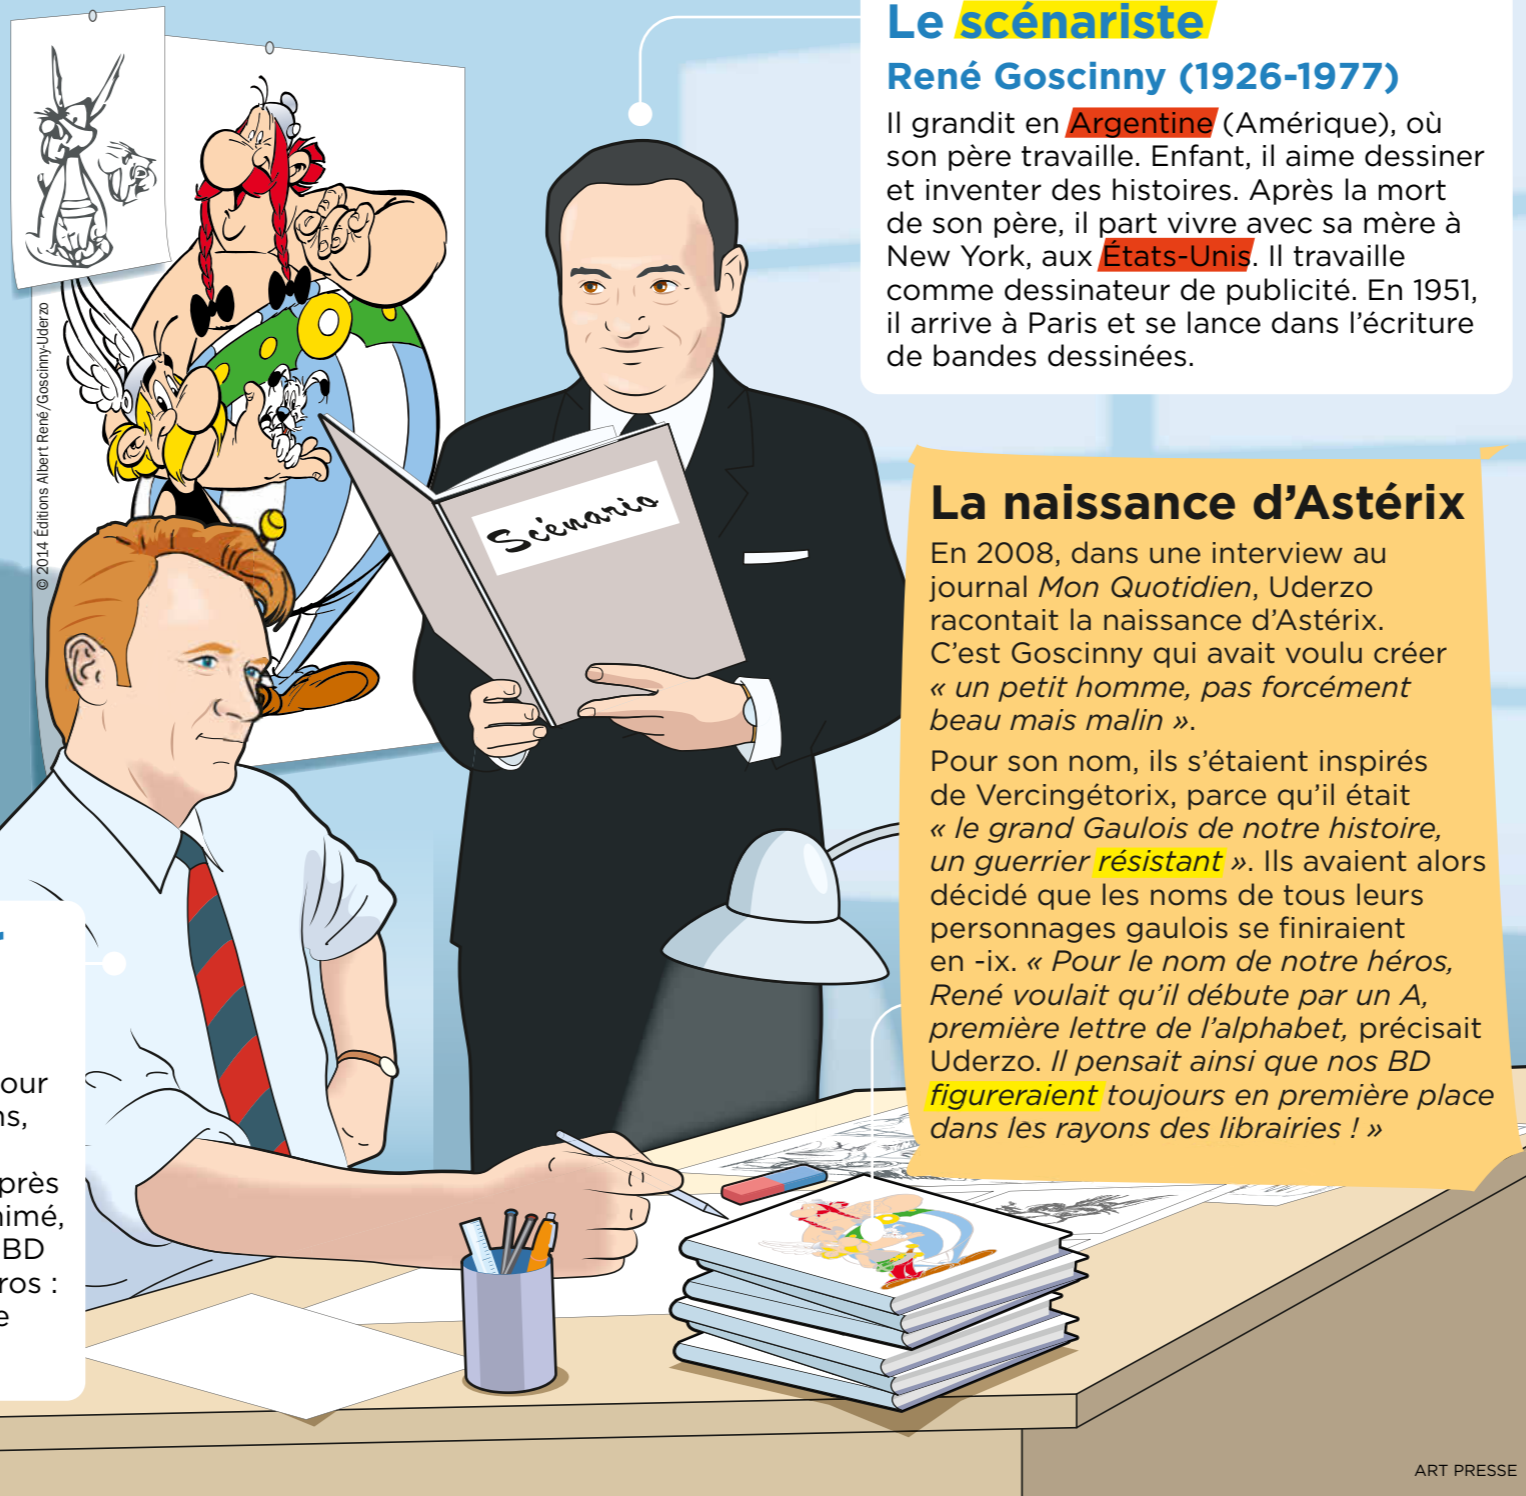 Le scénariste
René Goscinny (1926-1977)
Il grandit en Argentine (Amérique), où
son père travaille. Enfant, il aime dessiner
et inventer des histoires. Après la mort
de son père, il part vivre avec sa mère à
New York, aux États-Unis. Il travaille
comme dessinateur de publicité. En 1951,
il arrive à Paris et se lance dans l’écriture
de bandes dessinées.
© 2014 Éditions Albert René/Goscinny-Uderzo
Scénario
La naissance d’Astérix
En 2008, dans une interview au
journal Mon Quotidien, Uderzo
racontait la naissance d’Astérix.
C’est Goscinny qui avait voulu créer
« un petit homme, pas forcément
beau mais malin ».
Pour son nom, ils s’étaient inspirés
de Vercingétorix, parce qu’il était
« le grand Gaulois de notre histoire,
un guerrier résistant ». Ils avaient alors
décidé que les noms de tous leurs
personnages gaulois se finiraient
en -ix. « Pour le nom de notre héros,
René voulait qu’il débute par un A,
première lettre de l’alphabet, précisait
Uderzo. Il pensait ainsi que nos BD
figureraient toujours en première place
dans les rayons des librairies ! »
our
ns,
près
nimé,
BD
ros :
e
ART PRESSE